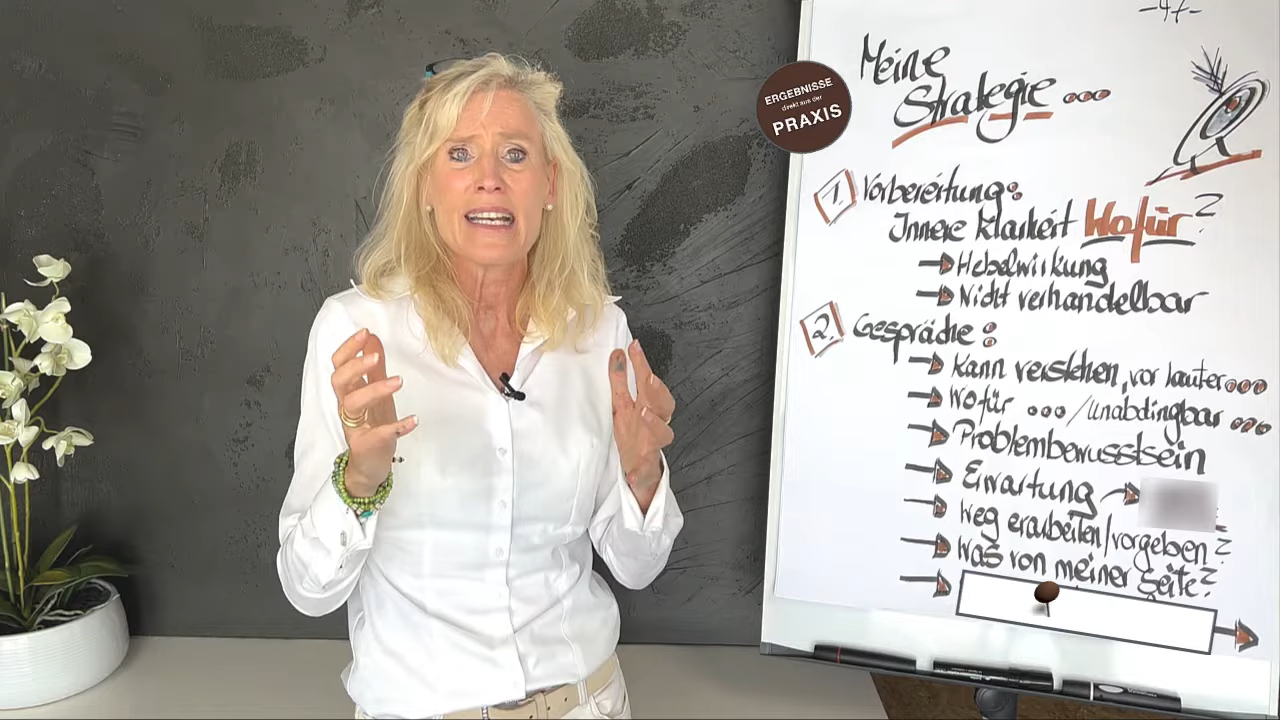 -4-
Meine
Strategie...
ERGEBNISSE
direkt aus der
PRAXIS
1. Vorbereitung:
Innere Klarheit Wofür?
→ Hebelwirkung
→ Nicht verhandelbar
2. Gespräche:
→ Kann verstehen, vor lauter...
→ Wofür ... / unabdingbar ...
→ Problembewusstsein
→ Erwartung →
→ Weg erarbeiten/vorgeben?
→ Was von meiner Seite?